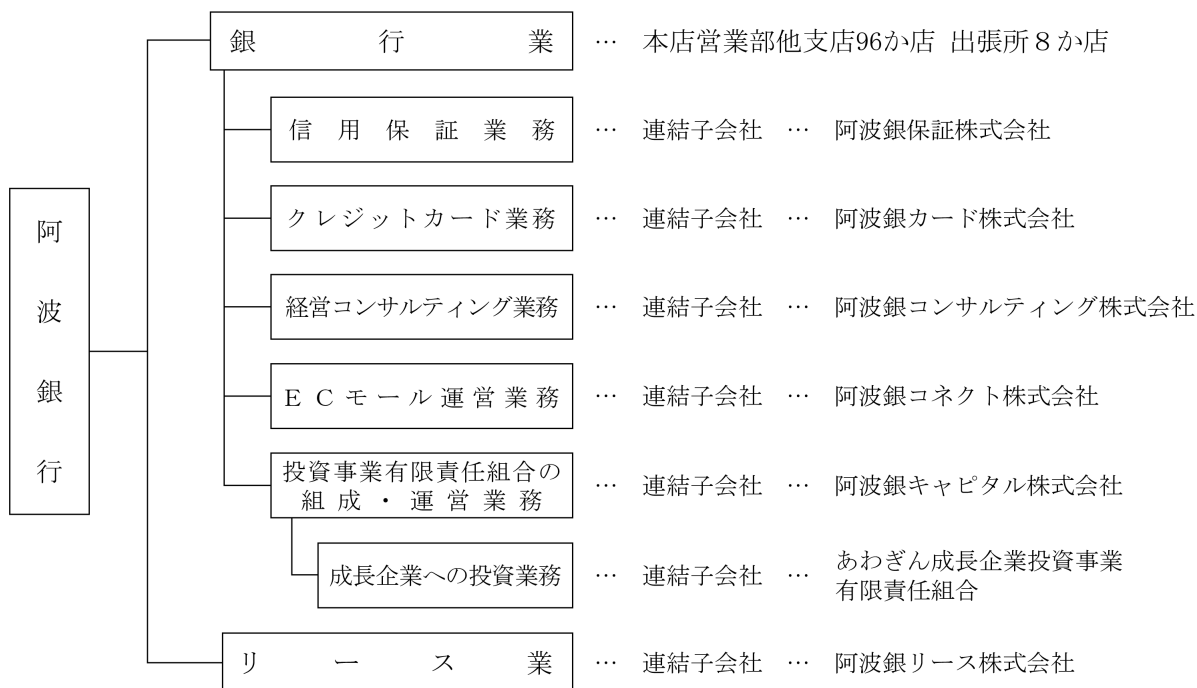 阿波銀行
銀行業 … 本店営業部他支店96か店 出張所８か店
信用保証業務 … 連結子会社 … 阿波銀保証株式会社
クレジットカード業務 … 連結子会社 … 阿波銀カード株式会社
経営コンサルティング業務 … 連結子会社 … 阿波銀コンサルティング株式会社
ＥＣモール運営業務 … 連結子会社 … 阿波銀コネクト株式会社
投資事業有限責任組合の
組成・運営業務 … 連結子会社 … 阿波銀キャピタル株式会社
成長企業への投資業務 … 連結子会社 … あわぎん成長企業投資事業
有限責任組合
リース業 … 連結子会社 … 阿波銀リース株式会社